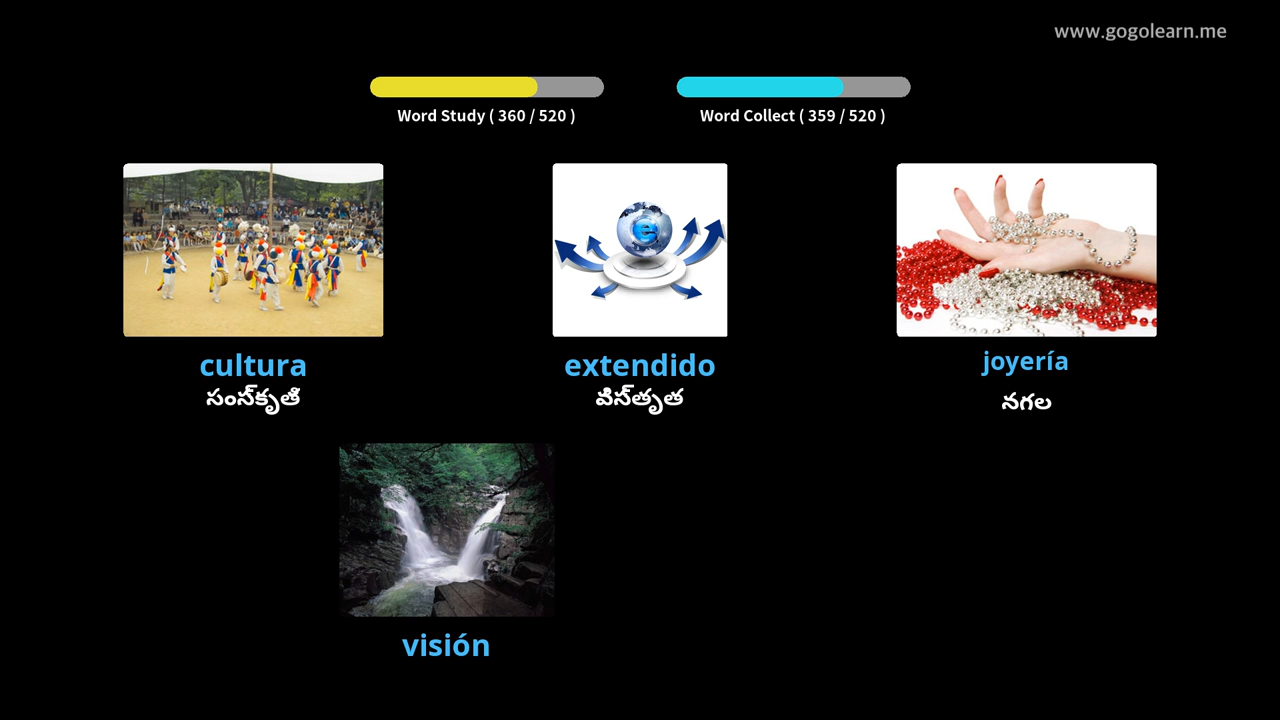 www.gogolearn.me
Word Study ( 360 / 520 )
Word Collect ( 359 / 520 )
cultura
సంస్కృతి
extendido
విస్తృత
joyería
నగల
e
visión